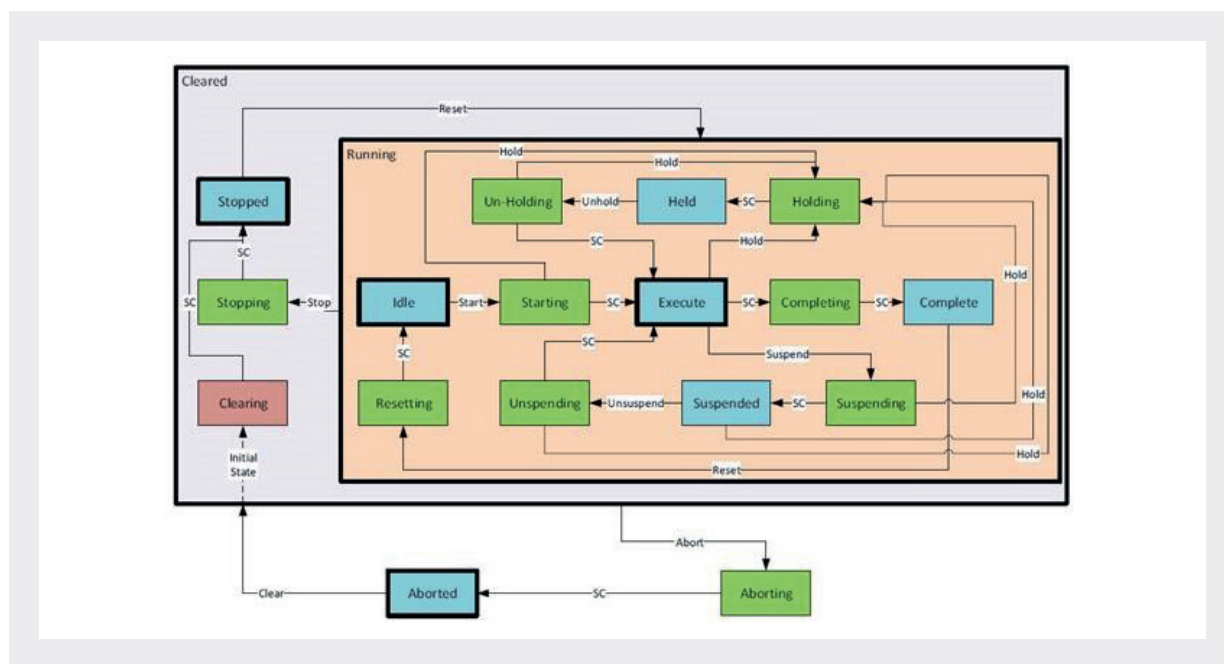 Cleared
Reset
Running
Hold
Hold
Stopped
Un-Holding
Unhold
Held
SC
Holding
SC
SC
Hold
Hold
SC
Stopping
Stop
Idle
Start
Starting
SC
Execute
SC
Completing
SC
Complete
SC
SC
Suspend
Clearing
Resetting
Unspending
Unsuspend
Suspended
SC
Suspending
Hold
Initial
State
Reset
Hold
Abort
Clear
Aborted
SC
Aborting